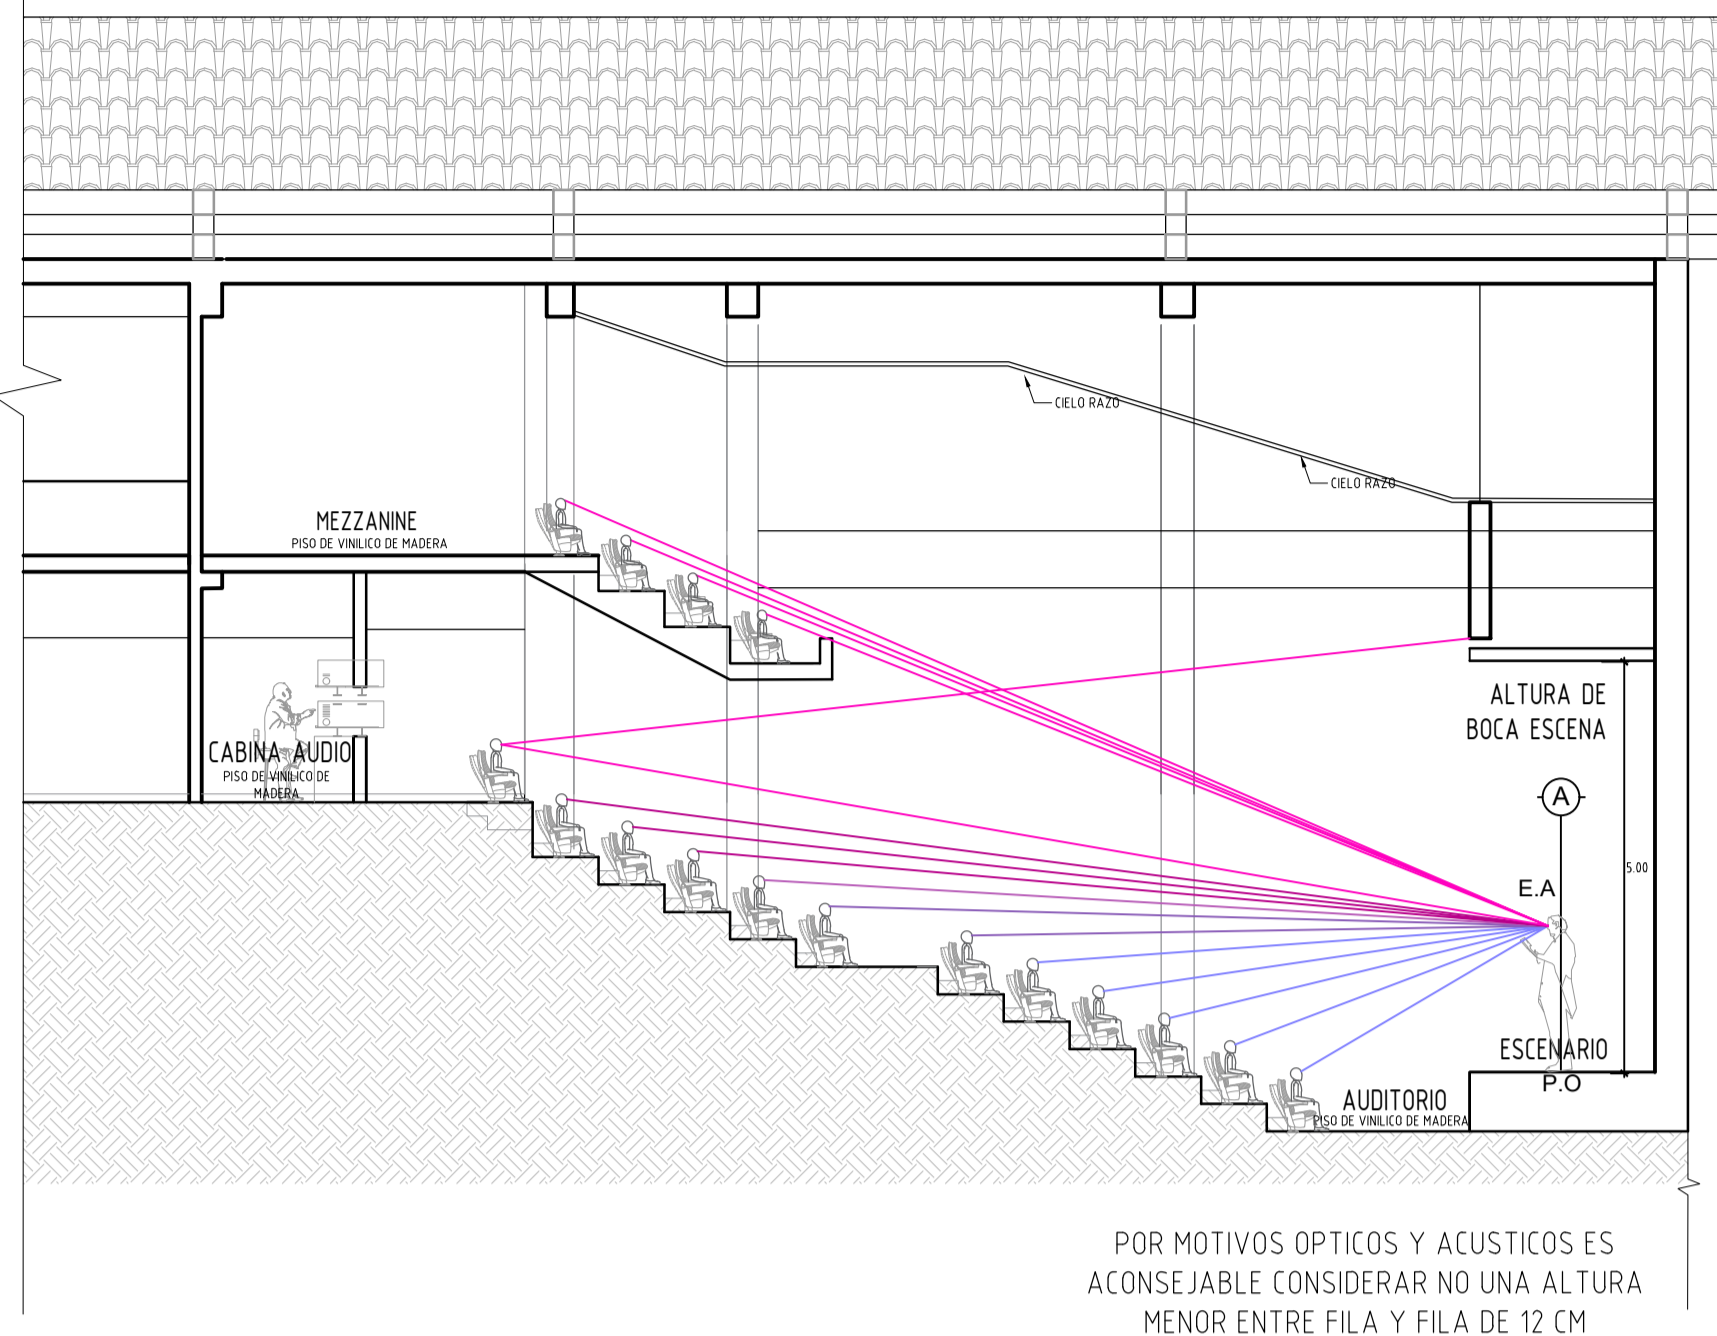 CIELO RAZO
CIELO RAZO
MEZZANINE
PISO DE VINILICO DE MADERA
ALTURA DE
BOCA ESCENA
CABINA AUDIO
PISO DE VINILICO DE
MADERA
A
5.00
E.A
ESCENARIO
P.O
AUDITORIO
PISO DE VINILICO DE MADERA
POR MOTIVOS OPTICOS Y ACUSTICOS ES
ACONSEJABLE CONSIDERAR NO UNA ALTURA
MENOR ENTRE FILA Y FILA DE 12 CM